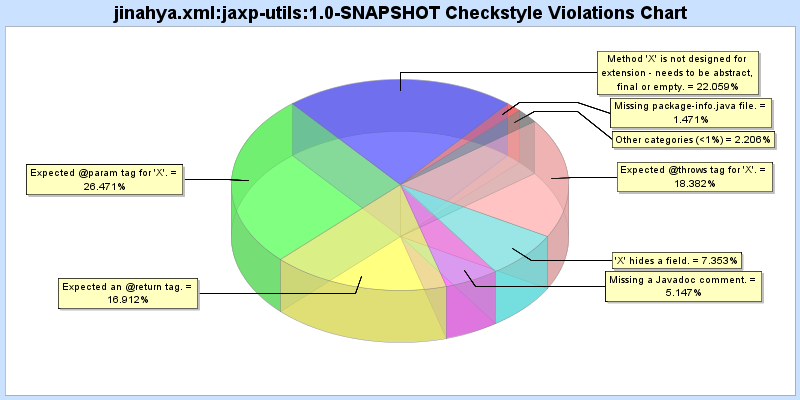 jinahya.xml:jaxp-utils:1.0-SNAPSHOT Checkstyle Violations Chart
Method 'X' is not designed for
extension - needs to be abstract,
final or empty. = 22.059%
Missing package-info.java file. =
1.471%
Other categories (<1%) = 2.206%
Expected @throws tag for 'X'. =
18.382%
'X' hides a field. = 7.353%
Missing a Javadoc comment. =
5.147%
Expected an @return tag. =
16.912%
Expected @param tag for 'X'. =
26.471%